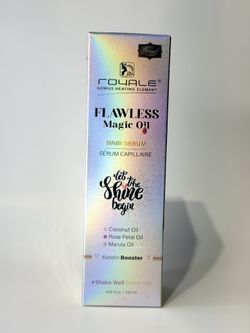 ROYALE®
GENIUS HEATING ELEMENT
FLAWLESS
Magic Oil
HAIR SERUM
SÉRUM CAPILLAIRE
let the
Shine
begin
Coconut Oil
Rose Petal Oil
Marula Oil
Keratin Booster
Shake Well Before Use